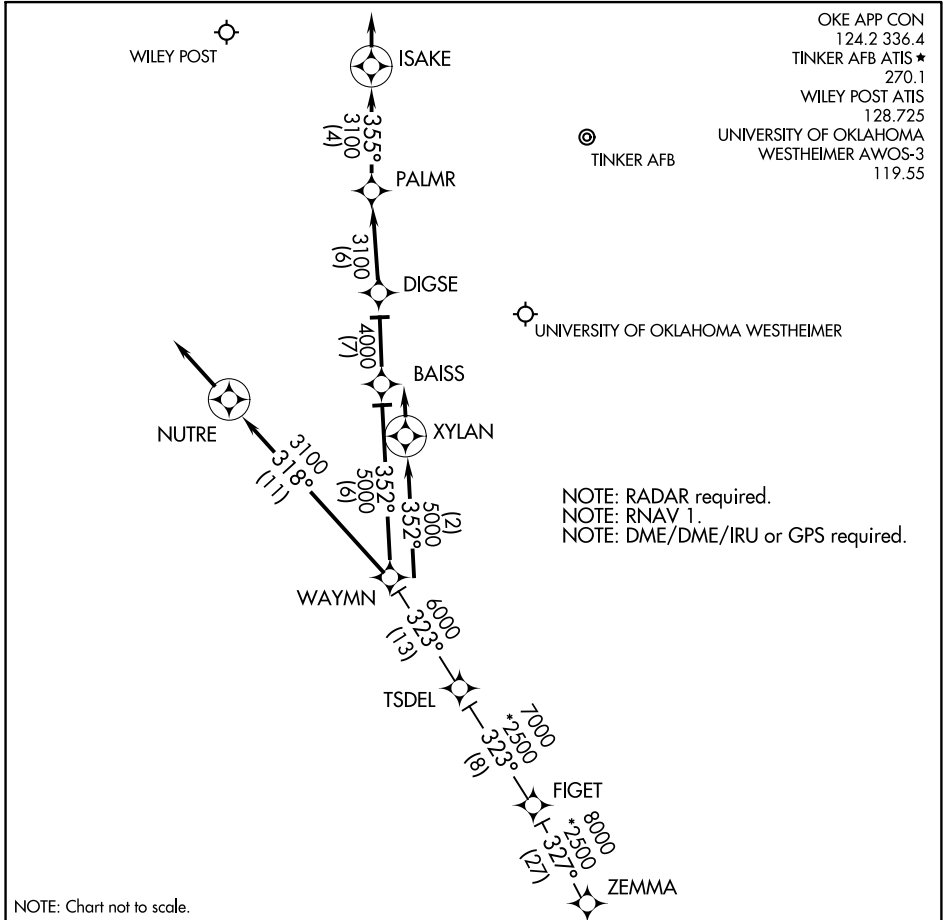 OKE APP CON
124.2 336.4
TINKER AFB ATIS ★
270.1
WILEY POST ATIS
128.725
UNIVERSITY OF OKLAHOMA
WESTHEIMER AWOS-3
119.55
WILEY POST
ISAKE
355°
3100
(4)
TINKER AFB
PALMR
3100
(6)
DIGSE
UNIVERSITY OF OKLAHOMA WESTHEIMER
4000
(7)
BAISS
NUTRE
XYLAN
3100
318°
(11)
352°
5000
(6)
(2)
5000
352°
NOTE: RADAR required.
NOTE: RNAV 1.
NOTE: DME/DME/IRU or GPS required.
WAYMN
6000
323°
(13)
TSDEL
7000
*2500
323°
(8)
FIGET
8000
*2500
327°
(27)
ZEMMA
NOTE: Chart not to scale.